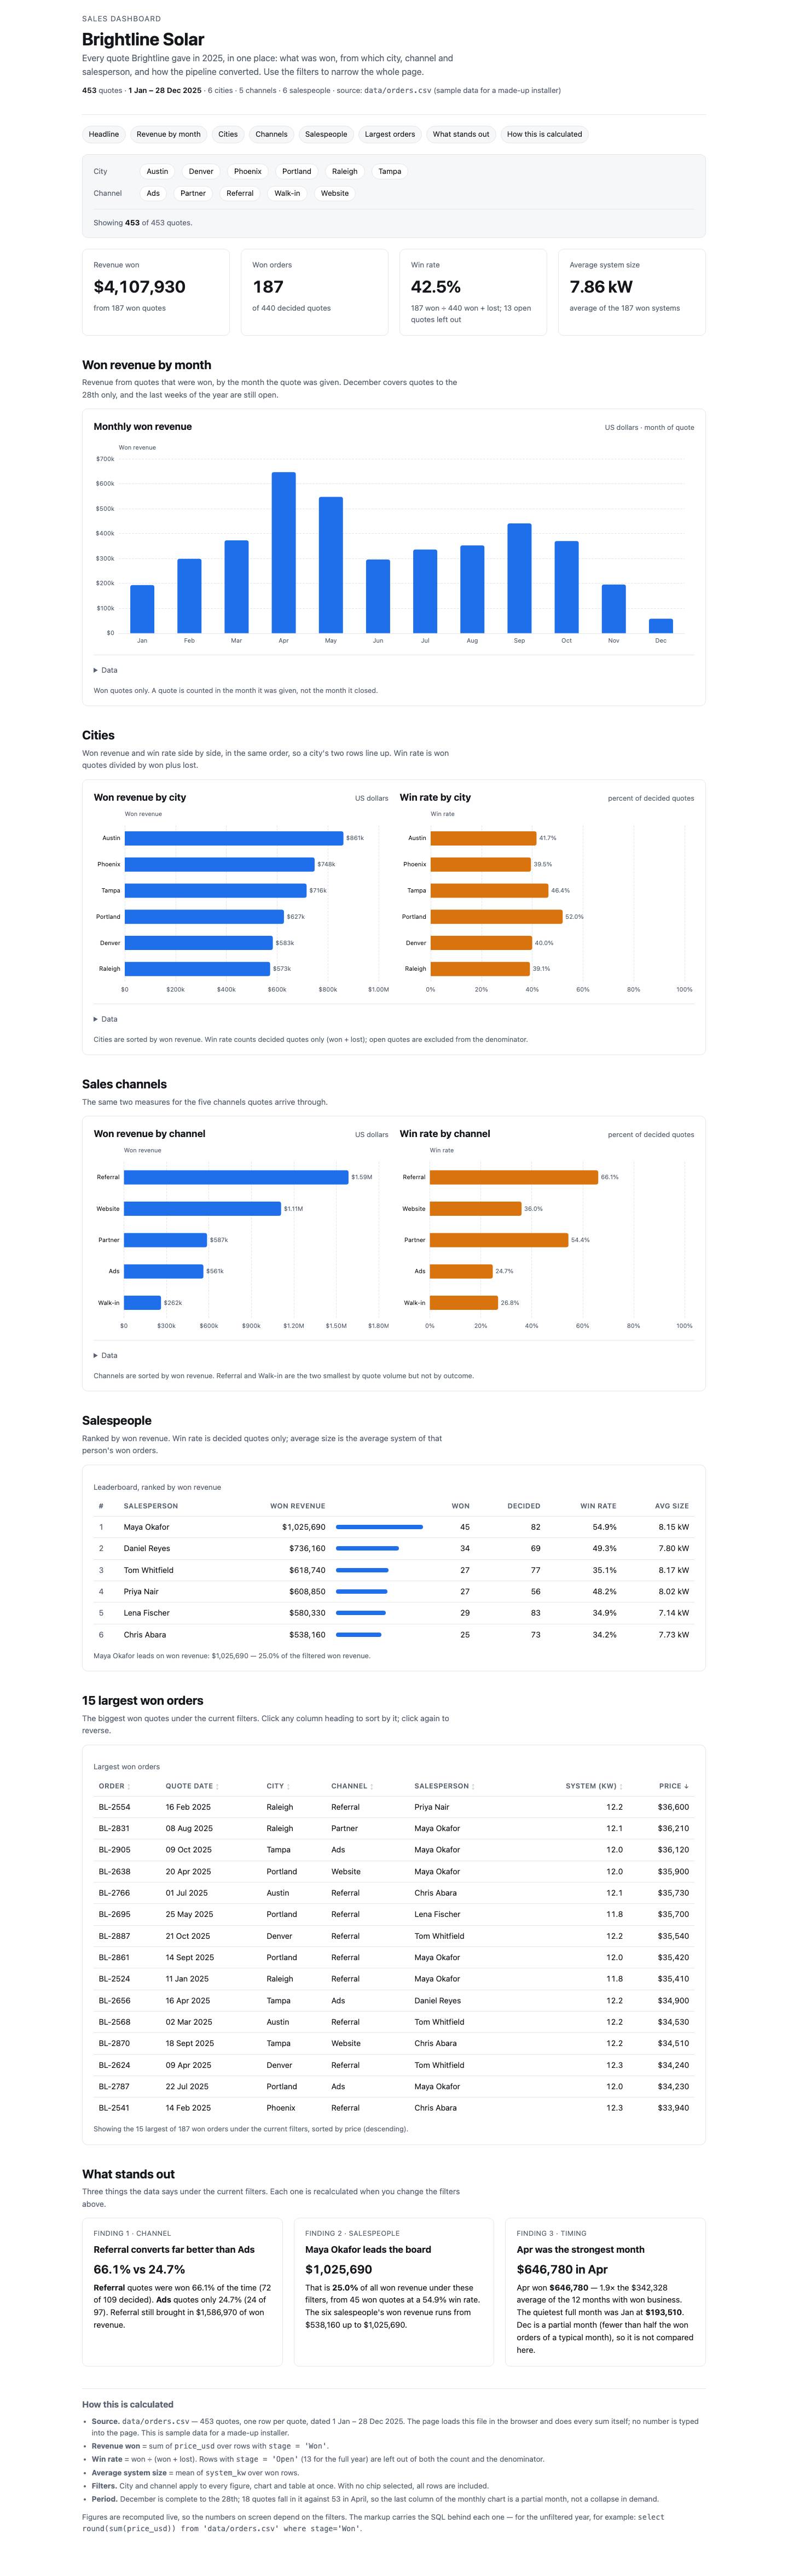 SALES DASHBOARD
Brightline Solar
Every quote Brightline gave in 2025, in one place: what was won, from which city, channel and
salesperson, and how the pipeline converted. Use the filters to narrow the whole page.
453 quotes · 1 Jan – 28 Dec 2025 · 6 cities · 5 channels · 6 salespeople · source: data/orders.csv (sample data for a made-up installer)
Headline Revenue by month Cities Channels Salespeople Largest orders What stands out How this is calculated
City Austin Denver Phoenix Portland Raleigh Tampa
Channel Ads Partner Referral Walk-in Website
Showing 453 of 453 quotes.
Revenue won
$4,107,930
from 187 won quotes
Won orders
187
of 440 decided quotes
Win rate
42.5%
187 won ÷ 440 won + lost; 13 open
quotes left out
Average system size
7.86 kW
average of the 187 won systems
Won revenue by month
Revenue from quotes that were won, by the month the quote was given. December covers quotes to the
28th only, and the last weeks of the year are still open.
Monthly won revenue US dollars · month of quote
Won revenue
$700k
$600k
$500k
$400k
$300k
$200k
$100k
$0
Jan Feb Mar Apr May Jun Jul Aug Sep Oct Nov Dec
▶ Data
Won quotes only. A quote is counted in the month it was given, not the month it closed.
Cities
Won revenue and win rate side by side, in the same order, so a city's two rows line up. Win rate is won
quotes divided by won plus lost.
Won revenue by city US dollars
Won revenue
Austin $861k
Phoenix $748k
Tampa $716k
Portland $627k
Denver $583k
Raleigh $573k
$0 $200k $400k $600k $800k $1.00M
Win rate by city percent of decided quotes
Win rate
Austin 41.7%
Phoenix 39.5%
Tampa 46.4%
Portland 52.0%
Denver 40.0%
Raleigh 39.1%
0% 20% 40% 60% 80% 100%
▶ Data
Cities are sorted by won revenue. Win rate counts decided quotes only (won + lost); open quotes are excluded from the denominator.
Sales channels
The same two measures for the five channels quotes arrive through.
Won revenue by channel US dollars
Won revenue
Referral $1.59M
Website $1.11M
Partner $587k
Ads $561k
Walk-in $262k
$0 $300k $600k $900k $1.20M $1.50M $1.80M
Win rate by channel percent of decided quotes
Win rate
Referral 66.1%
Website 36.0%
Partner 54.4%
Ads 24.7%
Walk-in 26.8%
0% 20% 40% 60% 80% 100%
▶ Data
Channels are sorted by won revenue. Referral and Walk-in are the two smallest by quote volume but not by outcome.
Salespeople
Ranked by won revenue. Win rate is decided quotes only; average size is the average system of that
person's won orders.
Leaderboard, ranked by won revenue
# SALESPERSON WON REVENUE WON DECIDED WIN RATE AVG SIZE
1 Maya Okafor $1,025,690 45 82 54.9% 8.15 kW
2 Daniel Reyes $736,160 34 69 49.3% 7.80 kW
3 Tom Whitfield $618,740 27 77 35.1% 8.17 kW
4 Priya Nair $608,850 27 56 48.2% 8.02 kW
5 Lena Fischer $580,330 29 83 34.9% 7.14 kW
6 Chris Abara $538,160 25 73 34.2% 7.73 kW
Maya Okafor leads on won revenue: $1,025,690 — 25.0% of the filtered won revenue.
15 largest won orders
The biggest won quotes under the current filters. Click any column heading to sort by it; click again to
reverse.
Largest won orders
ORDER QUOTE DATE CITY CHANNEL SALESPERSON SYSTEM (KW) PRICE ↓
BL-2554 16 Feb 2025 Raleigh Referral Priya Nair 12.2 $36,600
BL-2831 08 Aug 2025 Raleigh Partner Maya Okafor 12.1 $36,210
BL-2905 09 Oct 2025 Tampa Ads Maya Okafor 12.0 $36,120
BL-2638 20 Apr 2025 Portland Website Maya Okafor 12.0 $35,900
BL-2766 01 Jul 2025 Austin Referral Chris Abara 12.1 $35,730
BL-2695 25 May 2025 Portland Referral Lena Fischer 11.8 $35,700
BL-2887 21 Oct 2025 Denver Referral Tom Whitfield 12.2 $35,540
BL-2861 14 Sept 2025 Portland Referral Maya Okafor 12.0 $35,420
BL-2524 11 Jan 2025 Raleigh Referral Maya Okafor 11.8 $35,410
BL-2656 16 Apr 2025 Tampa Ads Daniel Reyes 12.2 $34,900
BL-2568 02 Mar 2025 Austin Referral Tom Whitfield 12.2 $34,530
BL-2870 18 Sept 2025 Tampa Website Chris Abara 12.2 $34,510
BL-2624 09 Apr 2025 Denver Referral Tom Whitfield 12.3 $34,240
BL-2787 22 Jul 2025 Portland Ads Maya Okafor 12.0 $34,230
BL-2541 14 Feb 2025 Phoenix Referral Chris Abara 12.3 $33,940
Showing the 15 largest of 187 won orders under the current filters, sorted by price (descending).
What stands out
Three things the data says under the current filters. Each one is recalculated when you change the filters
above.
FINDING 1 · CHANNEL
Referral converts far better than Ads
66.1% vs 24.7%
Referral quotes were won 66.1% of the time (72
of 109 decided). Ads quotes only 24.7% (24 of
97). Referral still brought in $1,586,970 of won
revenue.
FINDING 2 · SALESPEOPLE
Maya Okafor leads the board
$1,025,690
That is 25.0% of all won revenue under these
filters, from 45 won quotes at a 54.9% win rate.
The six salespeople's won revenue runs from
$538,160 up to $1,025,690.
FINDING 3 · TIMING
Apr was the strongest month
$646,780 in Apr
Apr won $646,780 — 1.9x the $342,328
average of the 12 months with won business.
The quietest full month was Jan at $193,510.
Dec is a partial month (fewer than half the won
orders of a typical month), so it is not compared
here.
How this is calculated
• Source. data/orders.csv — 453 quotes, one row per quote, dated 1 Jan – 28 Dec 2025. The page loads this file in the browser and does every sum itself; no number is typed
into the page. This is sample data for a made-up installer.
• Revenue won = sum of price_usd over rows with stage = 'Won'.
• Win rate = won ÷ (won + lost). Rows with stage = 'Open' (13 for the full year) are left out of both the count and the denominator.
• Average system size = mean of system_kw over won rows.
• Filters. City and channel apply to every figure, chart and table at once. With no chip selected, all rows are included.
• Period. December is complete to the 28th; 18 quotes fall in it against 53 in April, so the last column of the monthly chart is a partial month, not a collapse in demand.
Figures are recomputed live, so the numbers on screen depend on the filters. The markup carries the SQL behind each one — for the unfiltered year, for example: select
round(sum(price_usd)) from 'data/orders.csv' where stage='Won'.